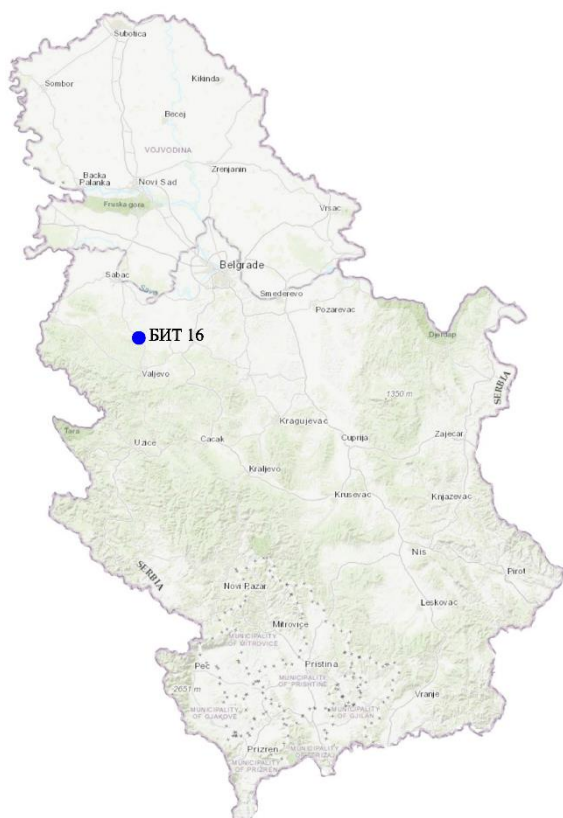 Subotica
Sombor
Kikinda
Becej
VOJVODINA
Backa
Palanka
Novi Sad
Zrenjanin
Fruska gora
Vrsac
Belgrade
Sabac
Sava
Smederevo
Pozarevac
БИТ 16
Djerdap
Valjevo
1350 m
SERBIA
Tara
Uzice
Cacak
Kragujevac
Cuprija
Zajecar
Kraljevo
Krusevac
Knjazevac
Nis
SERBIA
Pirot
Novi Pazar
Leskovac
Mitrovice
MUNICIPALITY
OF MITROVICE
Peć
Pristina
MUNICIPALITY
OF PRISHTINE
2651 m
Vranje
MUNICIPALITY
OF GJAKOVE
MUNICIPALITY
OF GJILAN
Prizren
MUNICIPALITY
MUNICIPALITY
OF PRIZREN